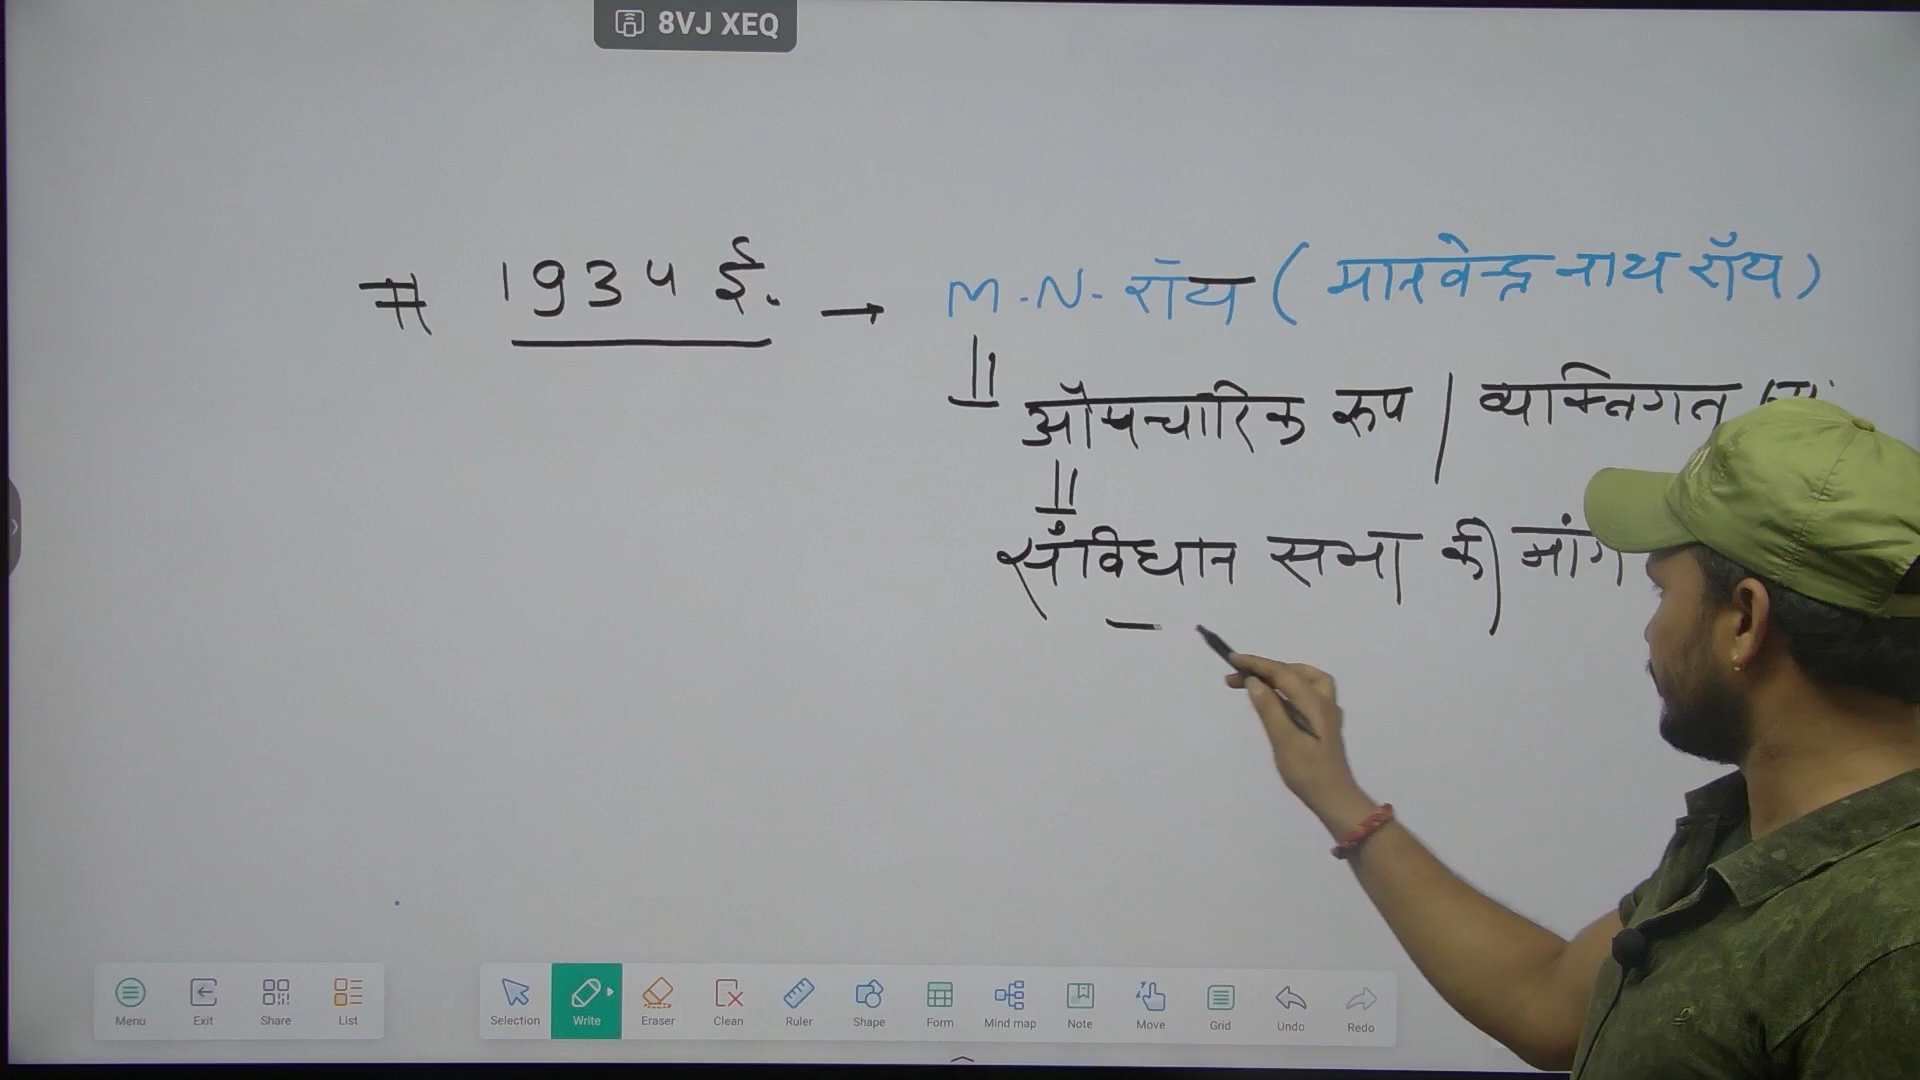 8VJ XEQ
# 1934 ई. → M.N. रॉय ( मानवेन्द्र नाथ रॉय )
औपचारिक रूप / व्यक्तिगत
संविधान सभा की मांग
Menu Exit Share List Selection Write Eraser Clean Ruler Shape Form Mind map Note Move Grid Undo Redo